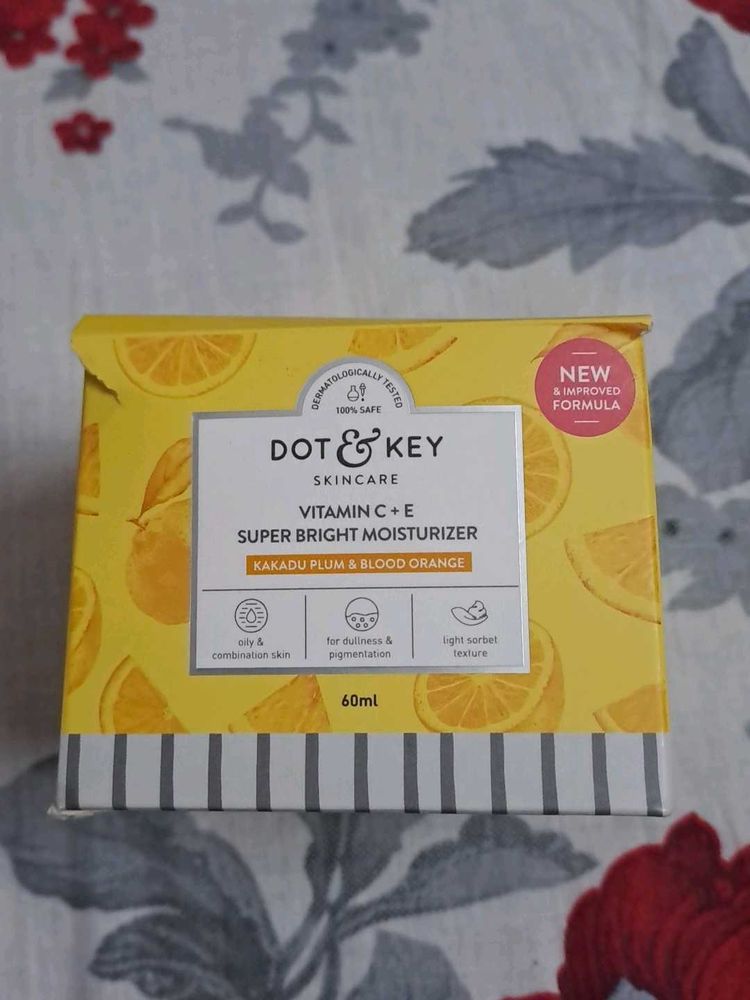 DERMATOLOGICALLY TESTED
100% SAFE
NEW
& IMPROVED
FORMULA
DOT & KEY
SKINCARE
VITAMIN C + E
SUPER BRIGHT MOISTURIZER
KAKADU PLUM & BLOOD ORANGE
oily &
combination skin
for dullness &
pigmentation
light sorbet
texture
60ml